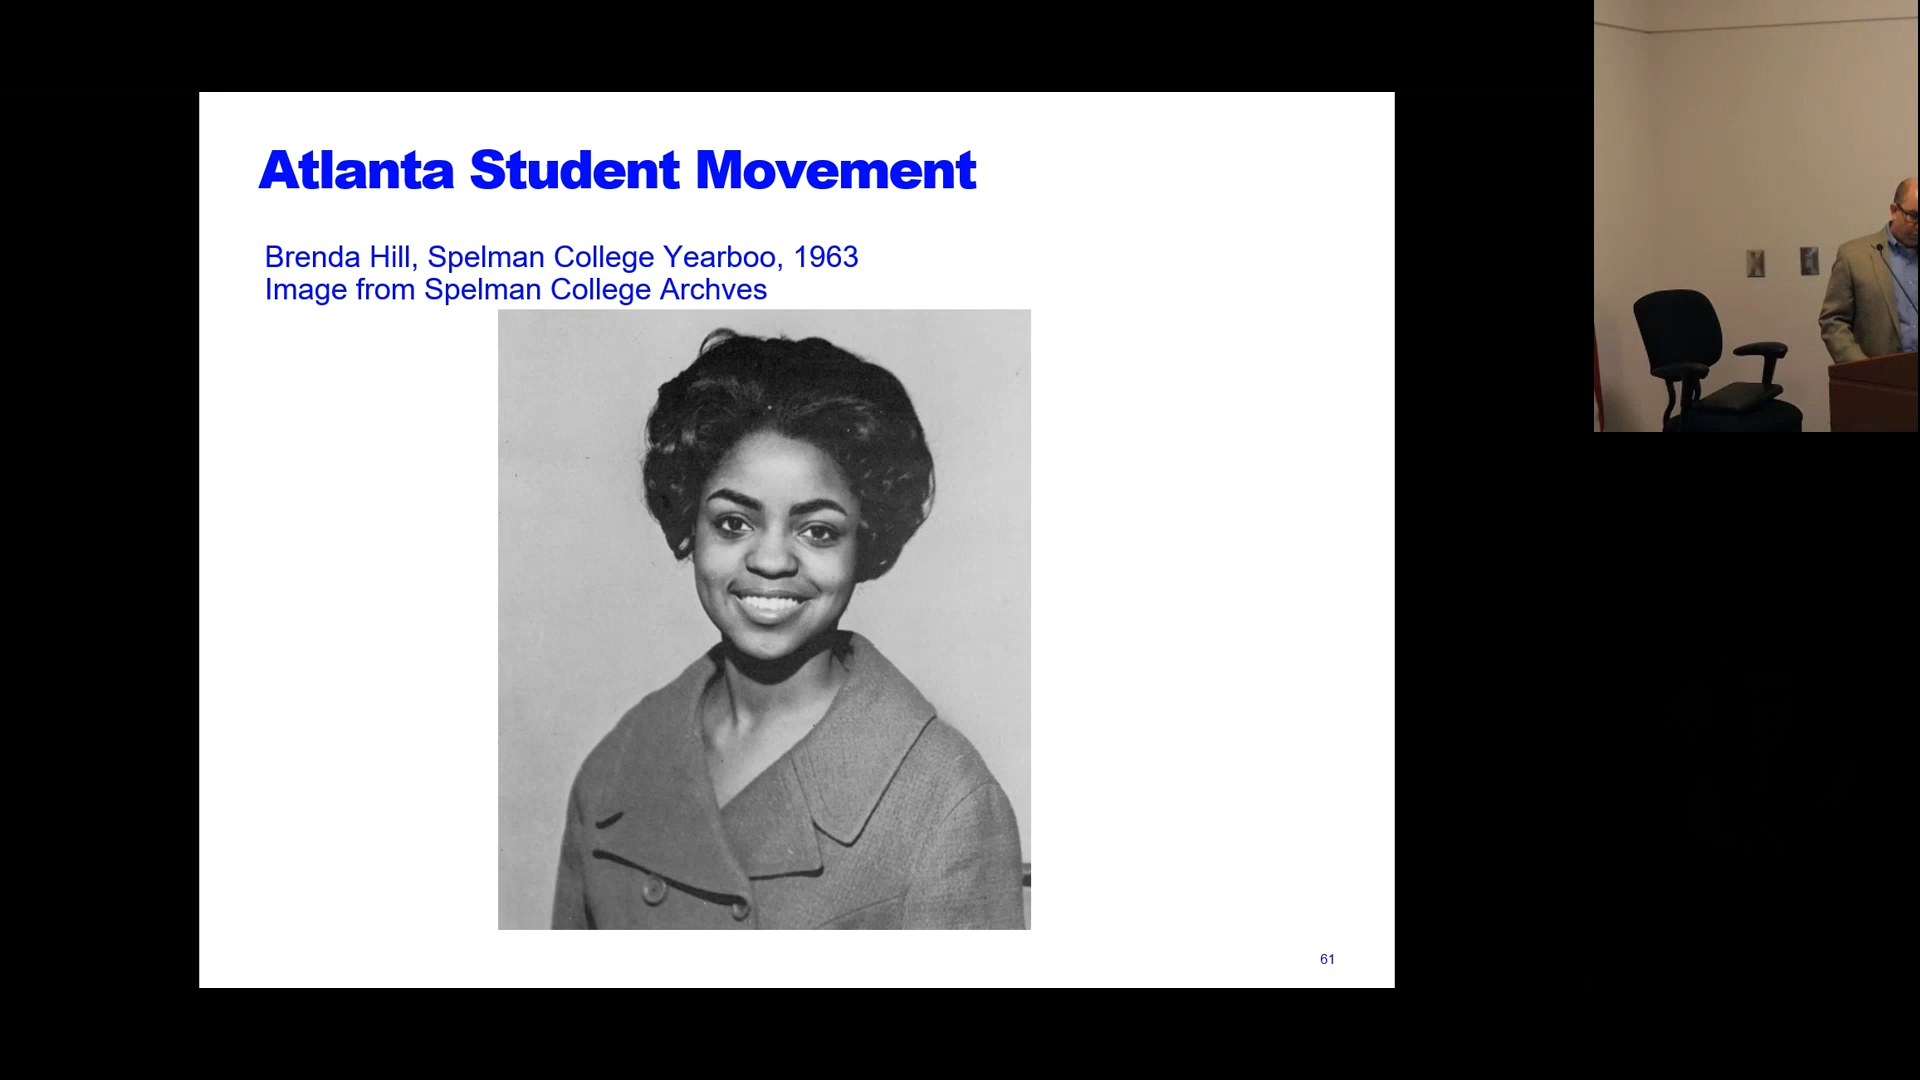 Atlanta Student Movement
Brenda Hill, Spelman College Yearboo, 1963
Image from Spelman College Archves
61